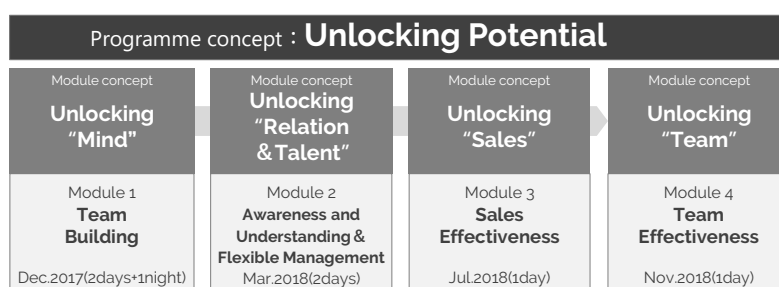 Programme concept：Unlocking Potential
Module concept
Unlocking
“Mind”
Module 1
Team
Building
Dec.2017(2days+1night)
Module concept
Unlocking
“Relation
＆Talent”
Module 2
Awareness and
Understanding &
Flexible Management
Mar.2018(2days)
Module concept
Unlocking
“Sales”
Module 3
Sales
Effectiveness
Jul.2018(1day)
Module concept
Unlocking
“Team”
Module 4
Team
Effectiveness
Nov.2018(1day)